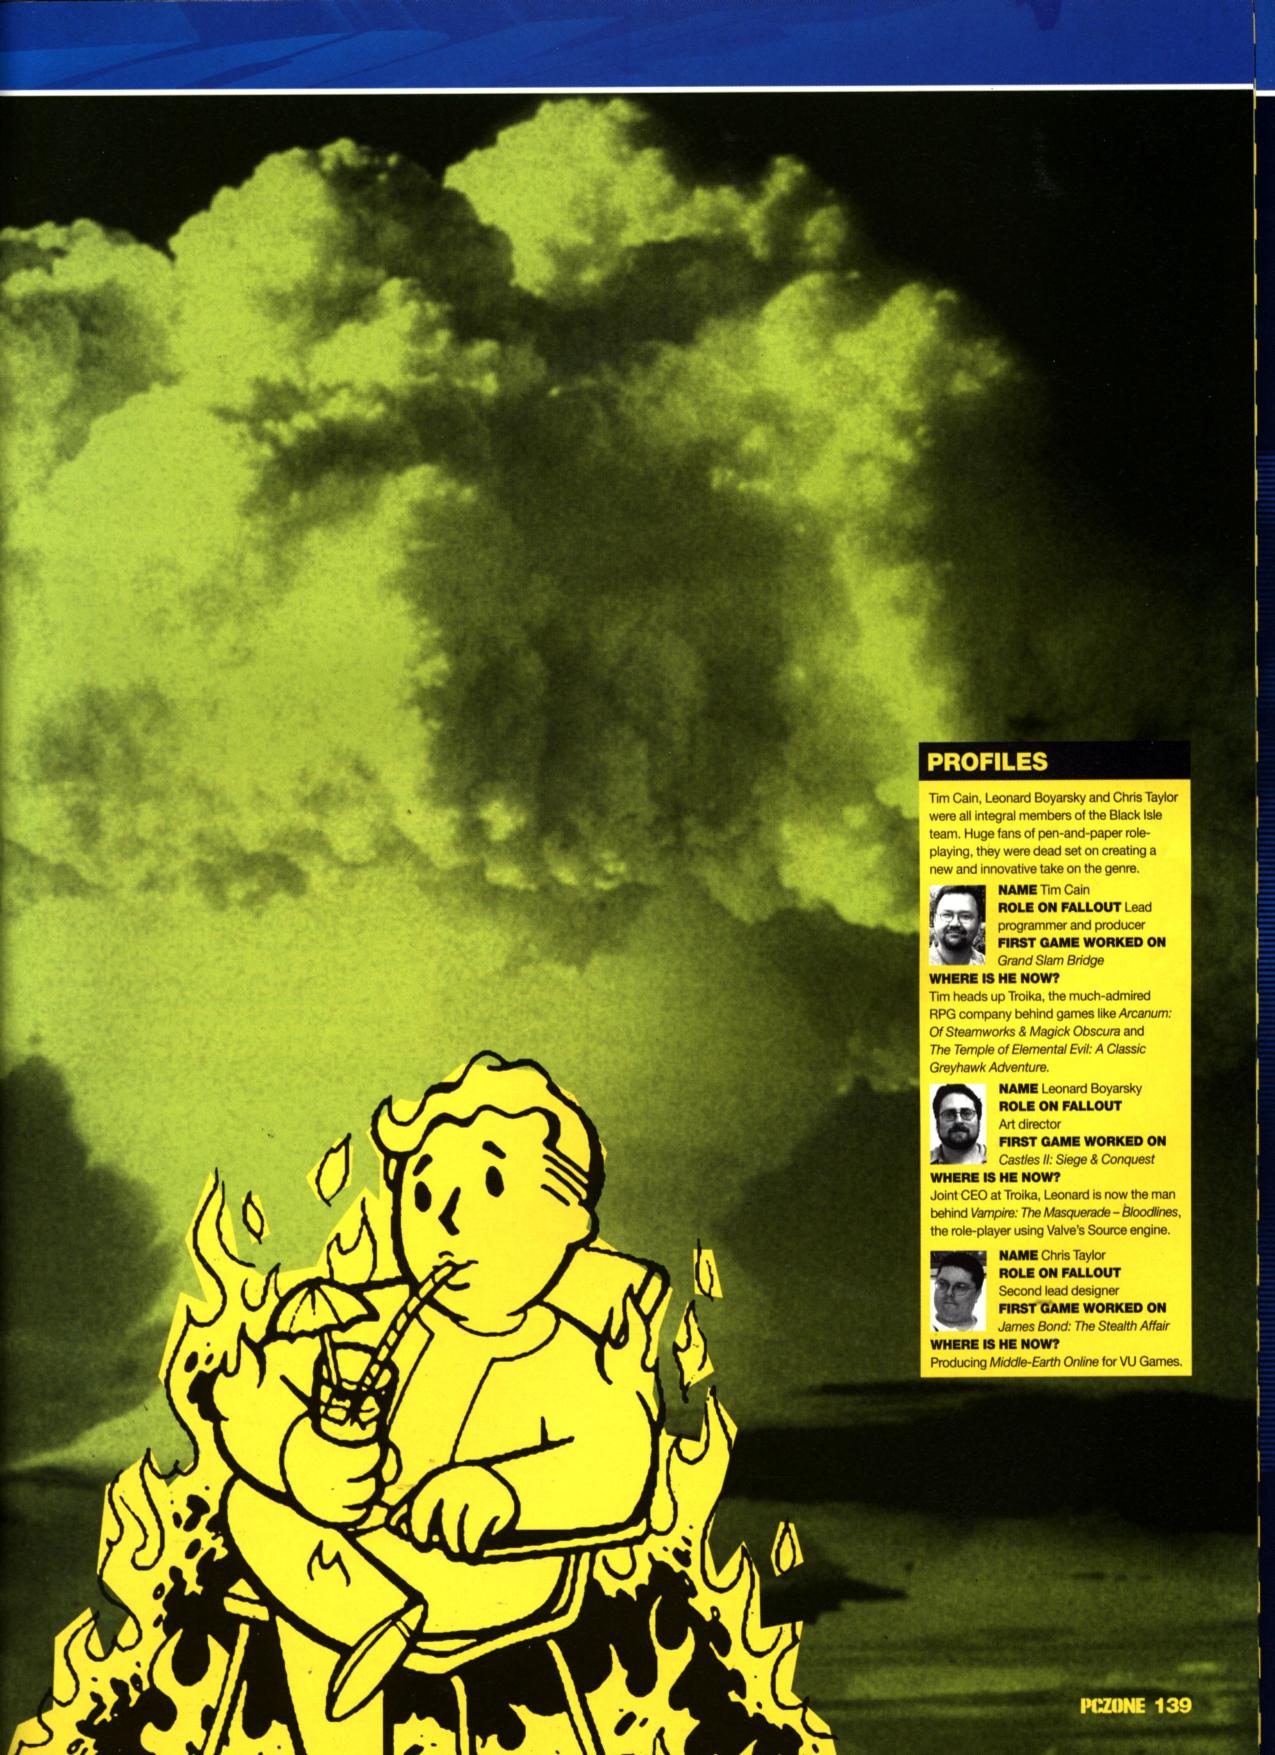 PROFILES
Tim Cain, Leonard Boyarsky and Chris Taylor
were all integral members of the Black Isle
team. Huge fans of pen-and-paper role-
playing, they were dead set on creating a
new and innovative take on the genre.
NAME Tim Cain
ROLE ON FALLOUT Lead
programmer and producer
FIRST GAME WORKED ON
Grand Slam Bridge
WHERE IS HE NOW?
Tim heads up Troika, the much-admired
RPG company behind games like Arcanum:
Of Steamworks & Magick Obscura and
The Temple of Elemental Evil: A Classic
Greyhawk Adventure.
NAME Leonard Boyarsky
ROLE ON FALLOUT
Art director
FIRST GAME WORKED ON
Castles II: Siege & Conquest
WHERE IS HE NOW?
Joint CEO at Troika, Leonard is now the man
behind Vampire: The Masquerade – Bloodlines,
the role-player using Valve's Source engine.
NAME Chris Taylor
ROLE ON FALLOUT
Second lead designer
FIRST GAME WORKED ON
James Bond: The Stealth Affair
WHERE IS HE NOW?
Producing Middle-Earth Online for VU Games.
PCZONE 139